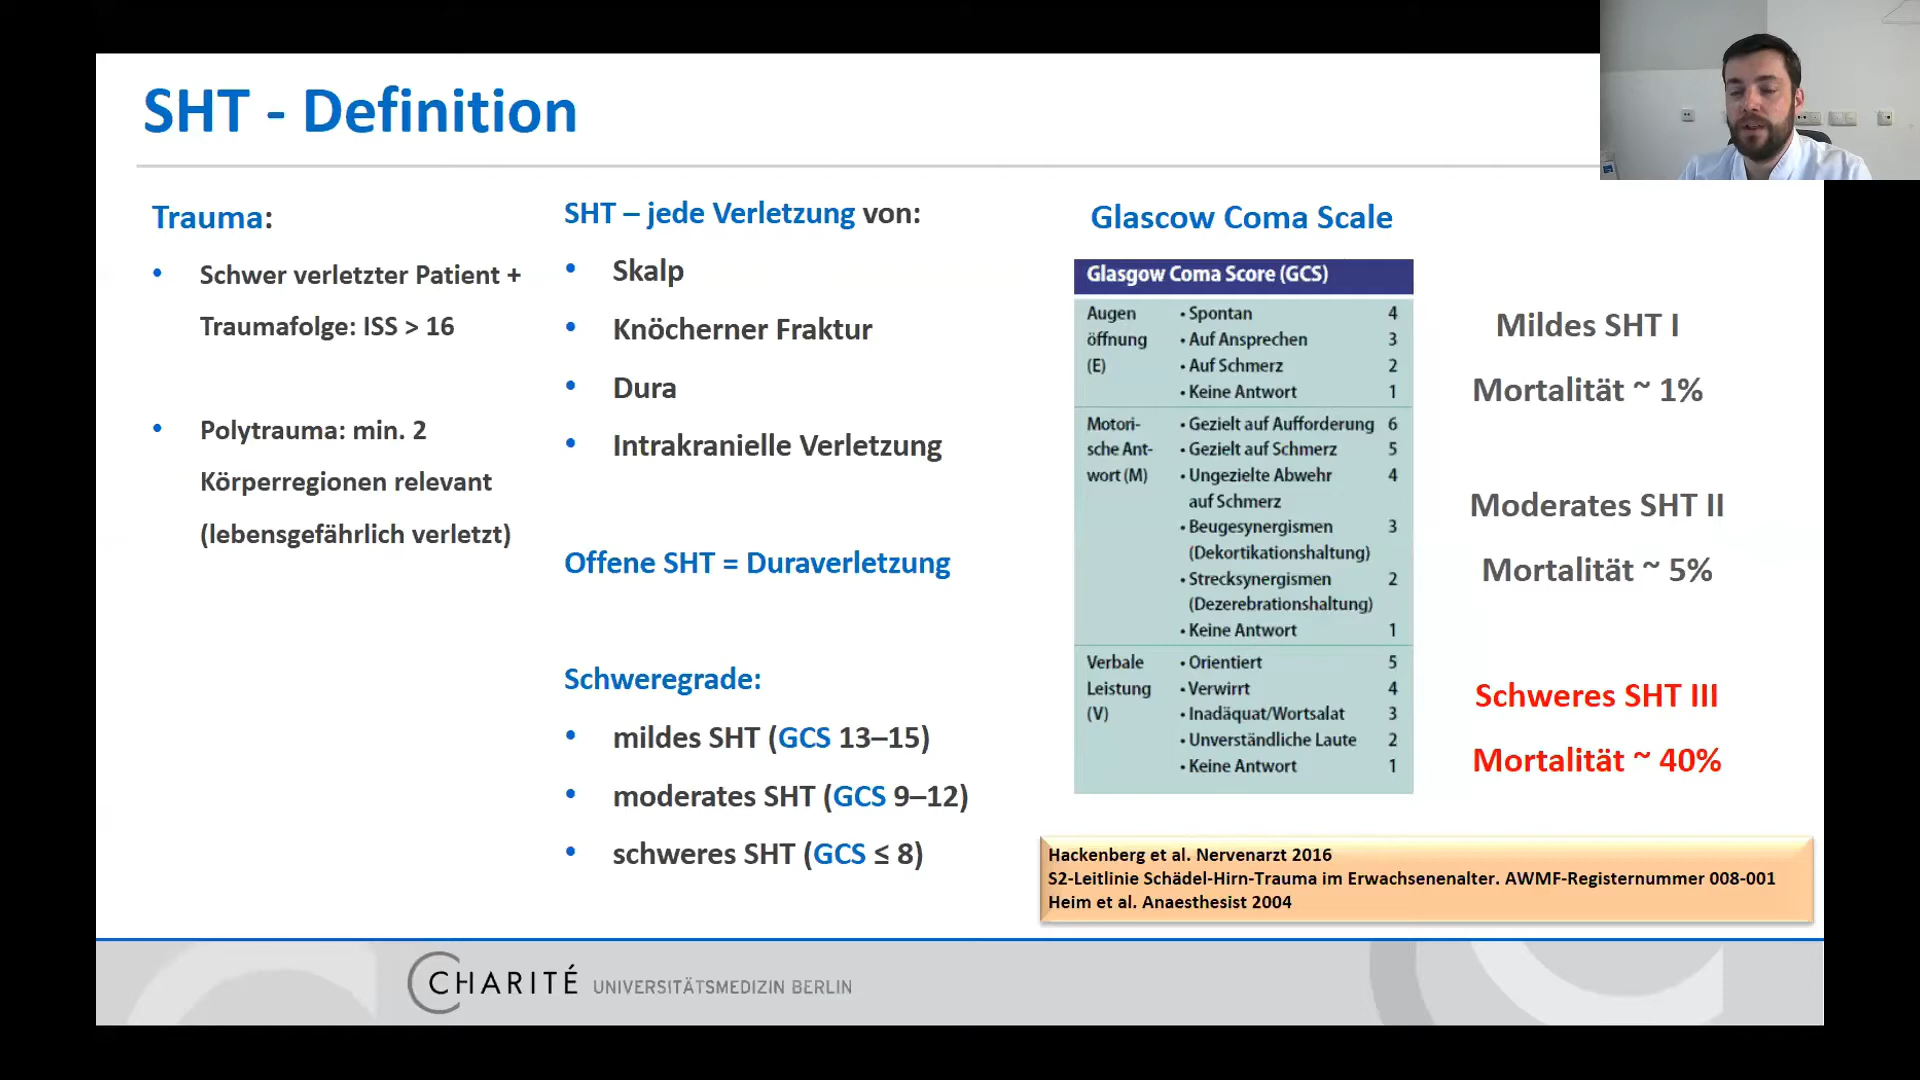 SHT - Definition
Trauma:
• Schwer verletzter Patient +
Traumafolge: ISS > 16
• Polytrauma: min. 2
Körperregionen relevant
(lebensgefährlich verletzt)
SHT – jede Verletzung von:
• Skalp
• Knöcherner Fraktur
• Dura
• Intrakranielle Verletzung
Offene SHT = Duraverletzung
Schweregrade:
• mildes SHT (GCS 13–15)
• moderates SHT (GCS 9–12)
• schweres SHT (GCS ≤ 8)
Glascow Coma Scale
Glasgow Coma Score (GCS)
Augen • Spontan 4
öffnung • Auf Ansprechen 3
(E) • Auf Schmerz 2
• Keine Antwort 1
Motori- • Gezielt auf Aufforderung 6
sche Ant- • Gezielt auf Schmerz 5
wort (M) • Ungezielte Abwehr 4
auf Schmerz
• Beugesynergismen 3
(Dekortikationshaltung)
• Strecksynergismen 2
(Dezerebrationshaltung)
• Keine Antwort 1
Verbale • Orientiert 5
Leistung • Verwirrt 4
(V) • Inadäquat/Wortsalat 3
• Unverständliche Laute 2
• Keine Antwort 1
Mildes SHT I
Mortalität ~ 1%
Moderates SHT II
Mortalität ~ 5%
Schweres SHT III
Mortalität ~ 40%
Hackenberg et al. Nervenarzt 2016
S2-Leitlinie Schädel-Hirn-Trauma im Erwachsenenalter. AWMF-Registernummer 008-001
Heim et al. Anaesthesist 2004
CHARITÉ UNIVERSITÄTSMEDIZIN BERLIN